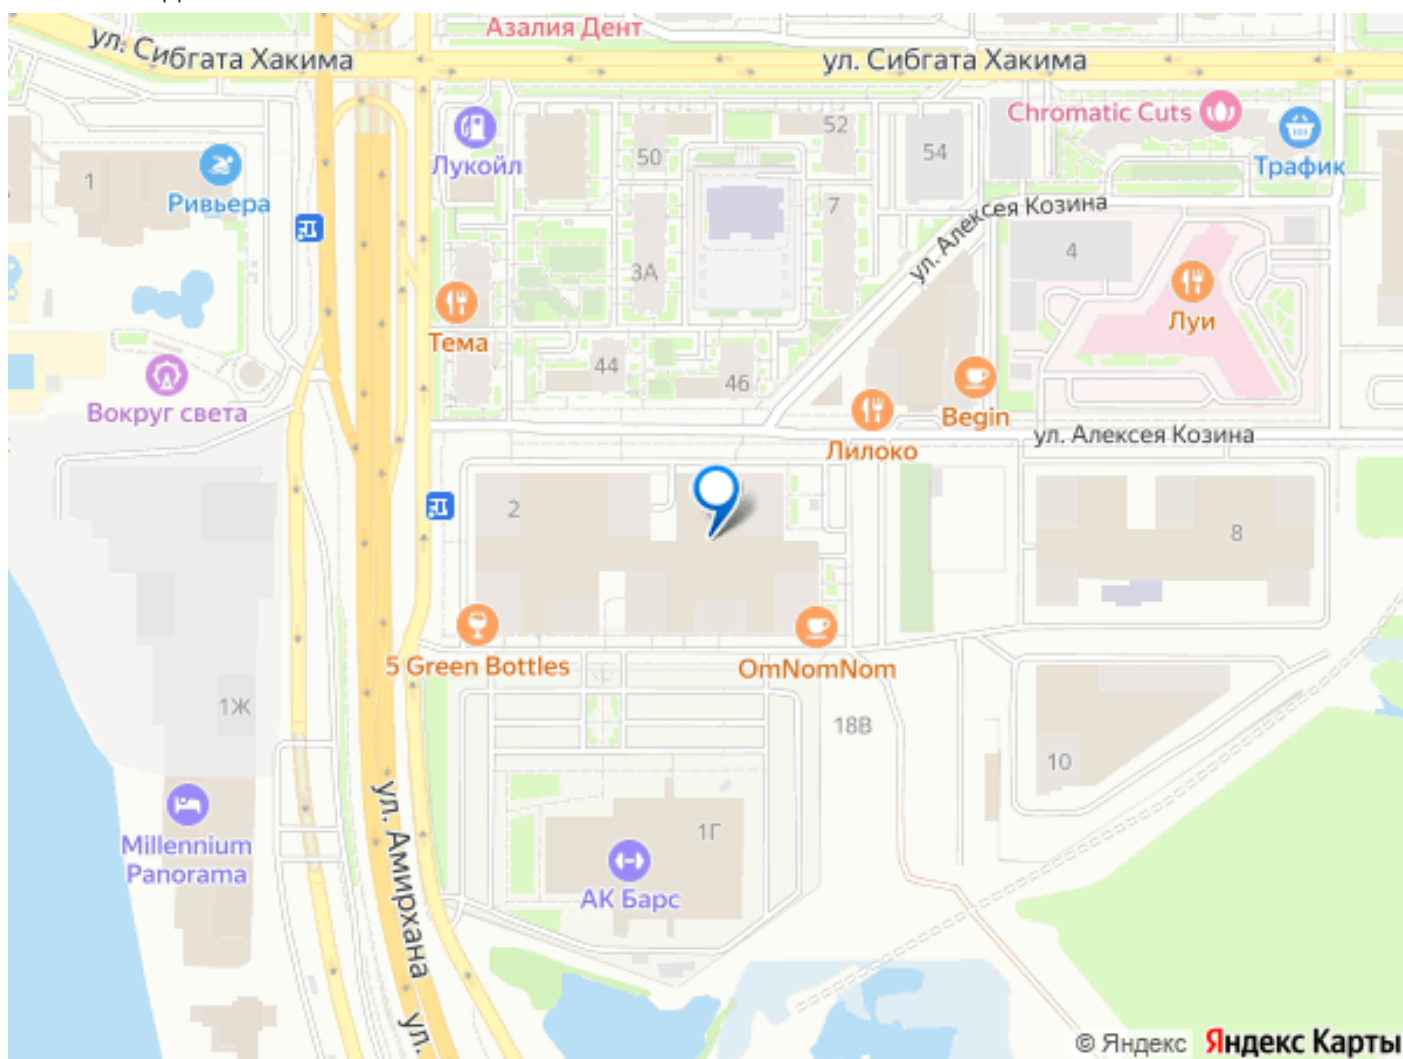 Азалия Дент
ул. Сибгата Хакима
ул. Сибгата Хакима
Chromatic Cuts
52
Лукойл
50
54
Трафик
1
Ривьера
7
ул. Алексея Козина
3А
4
Луи
Тема
44
46
Вокруг света
Begin
ул. Алексея Козина
Лилоко
2
8
5 Green Bottles
OmNomNom
1Ж
18В
10
ул. Амирхана
1Г
Millennium
Panorama
АК Барс
ул.
© Яндекс Яндекс Карты